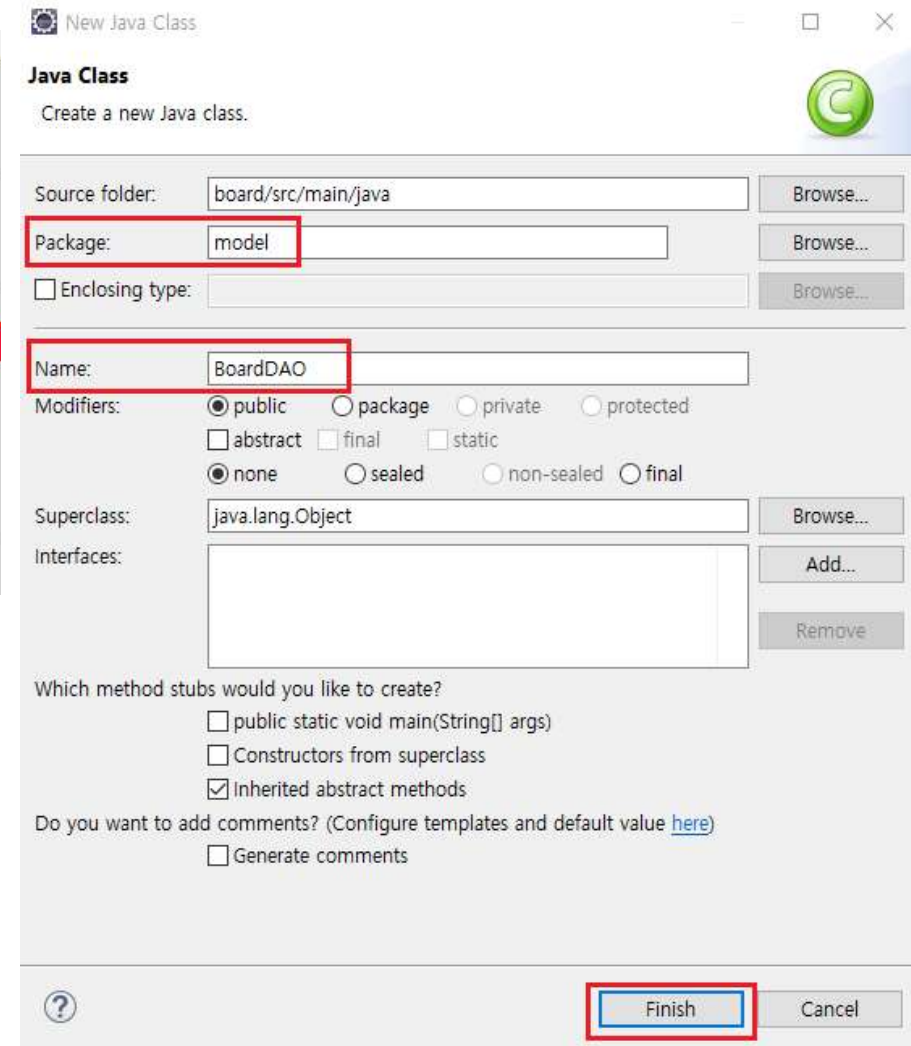 New Java Class
Java Class
Create a new Java class.
Source folder: board/src/main/java Browse...
Package: model Browse...
Enclosing type: Browse...
Name: BoardDAO
Modifiers: public package private protected
abstract final static
none sealed non-sealed final
Superclass: java.lang.Object Browse...
Interfaces: Add...
Remove
Which method stubs would you like to create?
public static void main(String[] args)
Constructors from superclass
Inherited abstract methods
Do you want to add comments? (Configure templates and default value here)
Generate comments
Finish Cancel